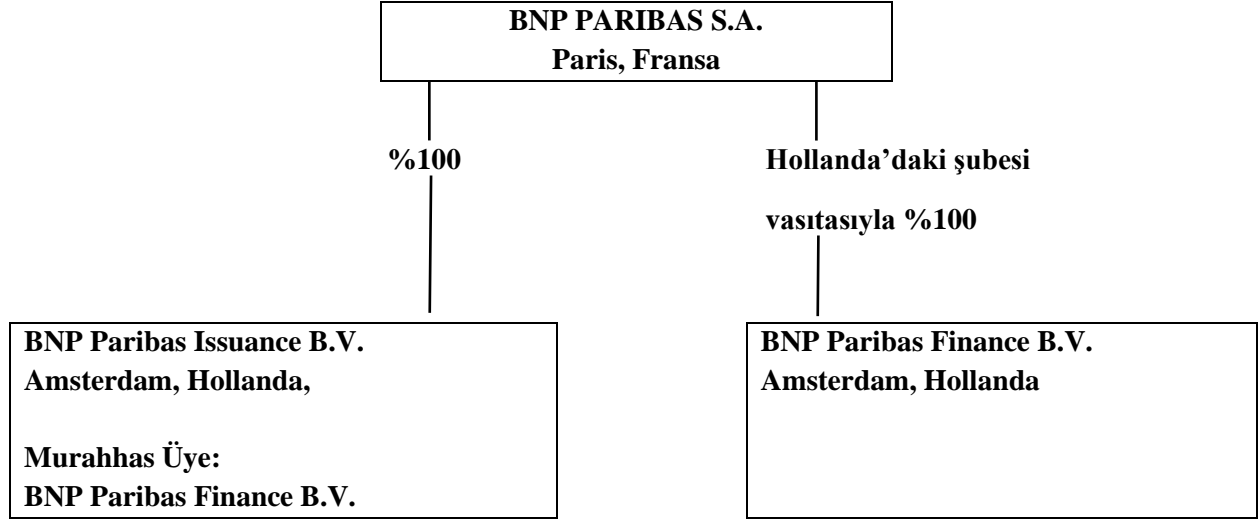 BNP PARIBAS S.A.
Paris, Fransa
%100
Hollanda’daki şubesi
vasıtasıyla %100
BNP Paribas Issuance B.V.
Amsterdam, Hollanda,
Murahhas Üye:
BNP Paribas Finance B.V.
BNP Paribas Finance B.V.
Amsterdam, Hollanda